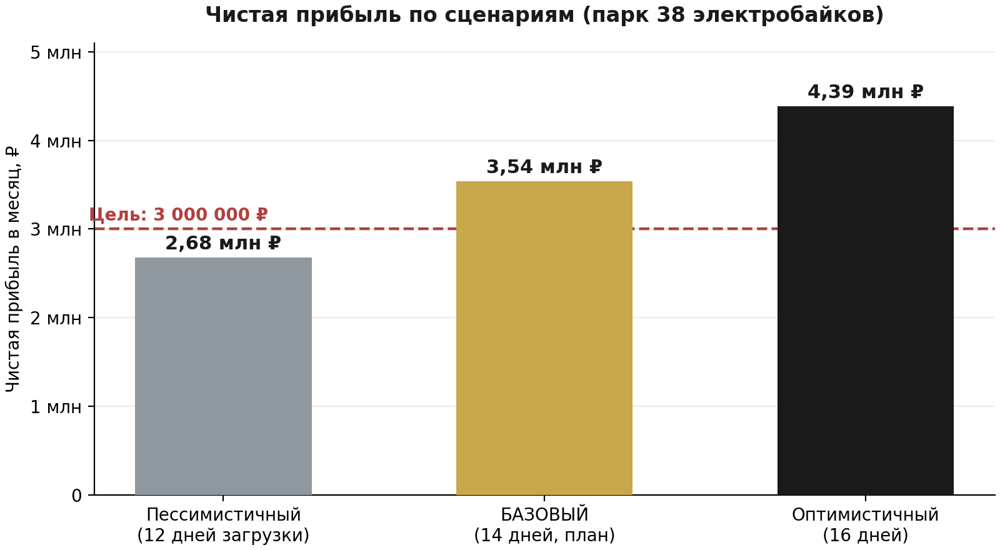 Чистая прибыль по сценариям (парк 38 электробайков)
Чистая прибыль в месяц, ₽
5 млн
4 млн
3 млн
2 млн
1 млн
0
Цель: 3 000 000 ₽
2,68 млн ₽
3,54 млн ₽
4,39 млн ₽
Пессимистичный
(12 дней загрузки)
БАЗОВЫЙ
(14 дней, план)
Оптимистичный
(16 дней)